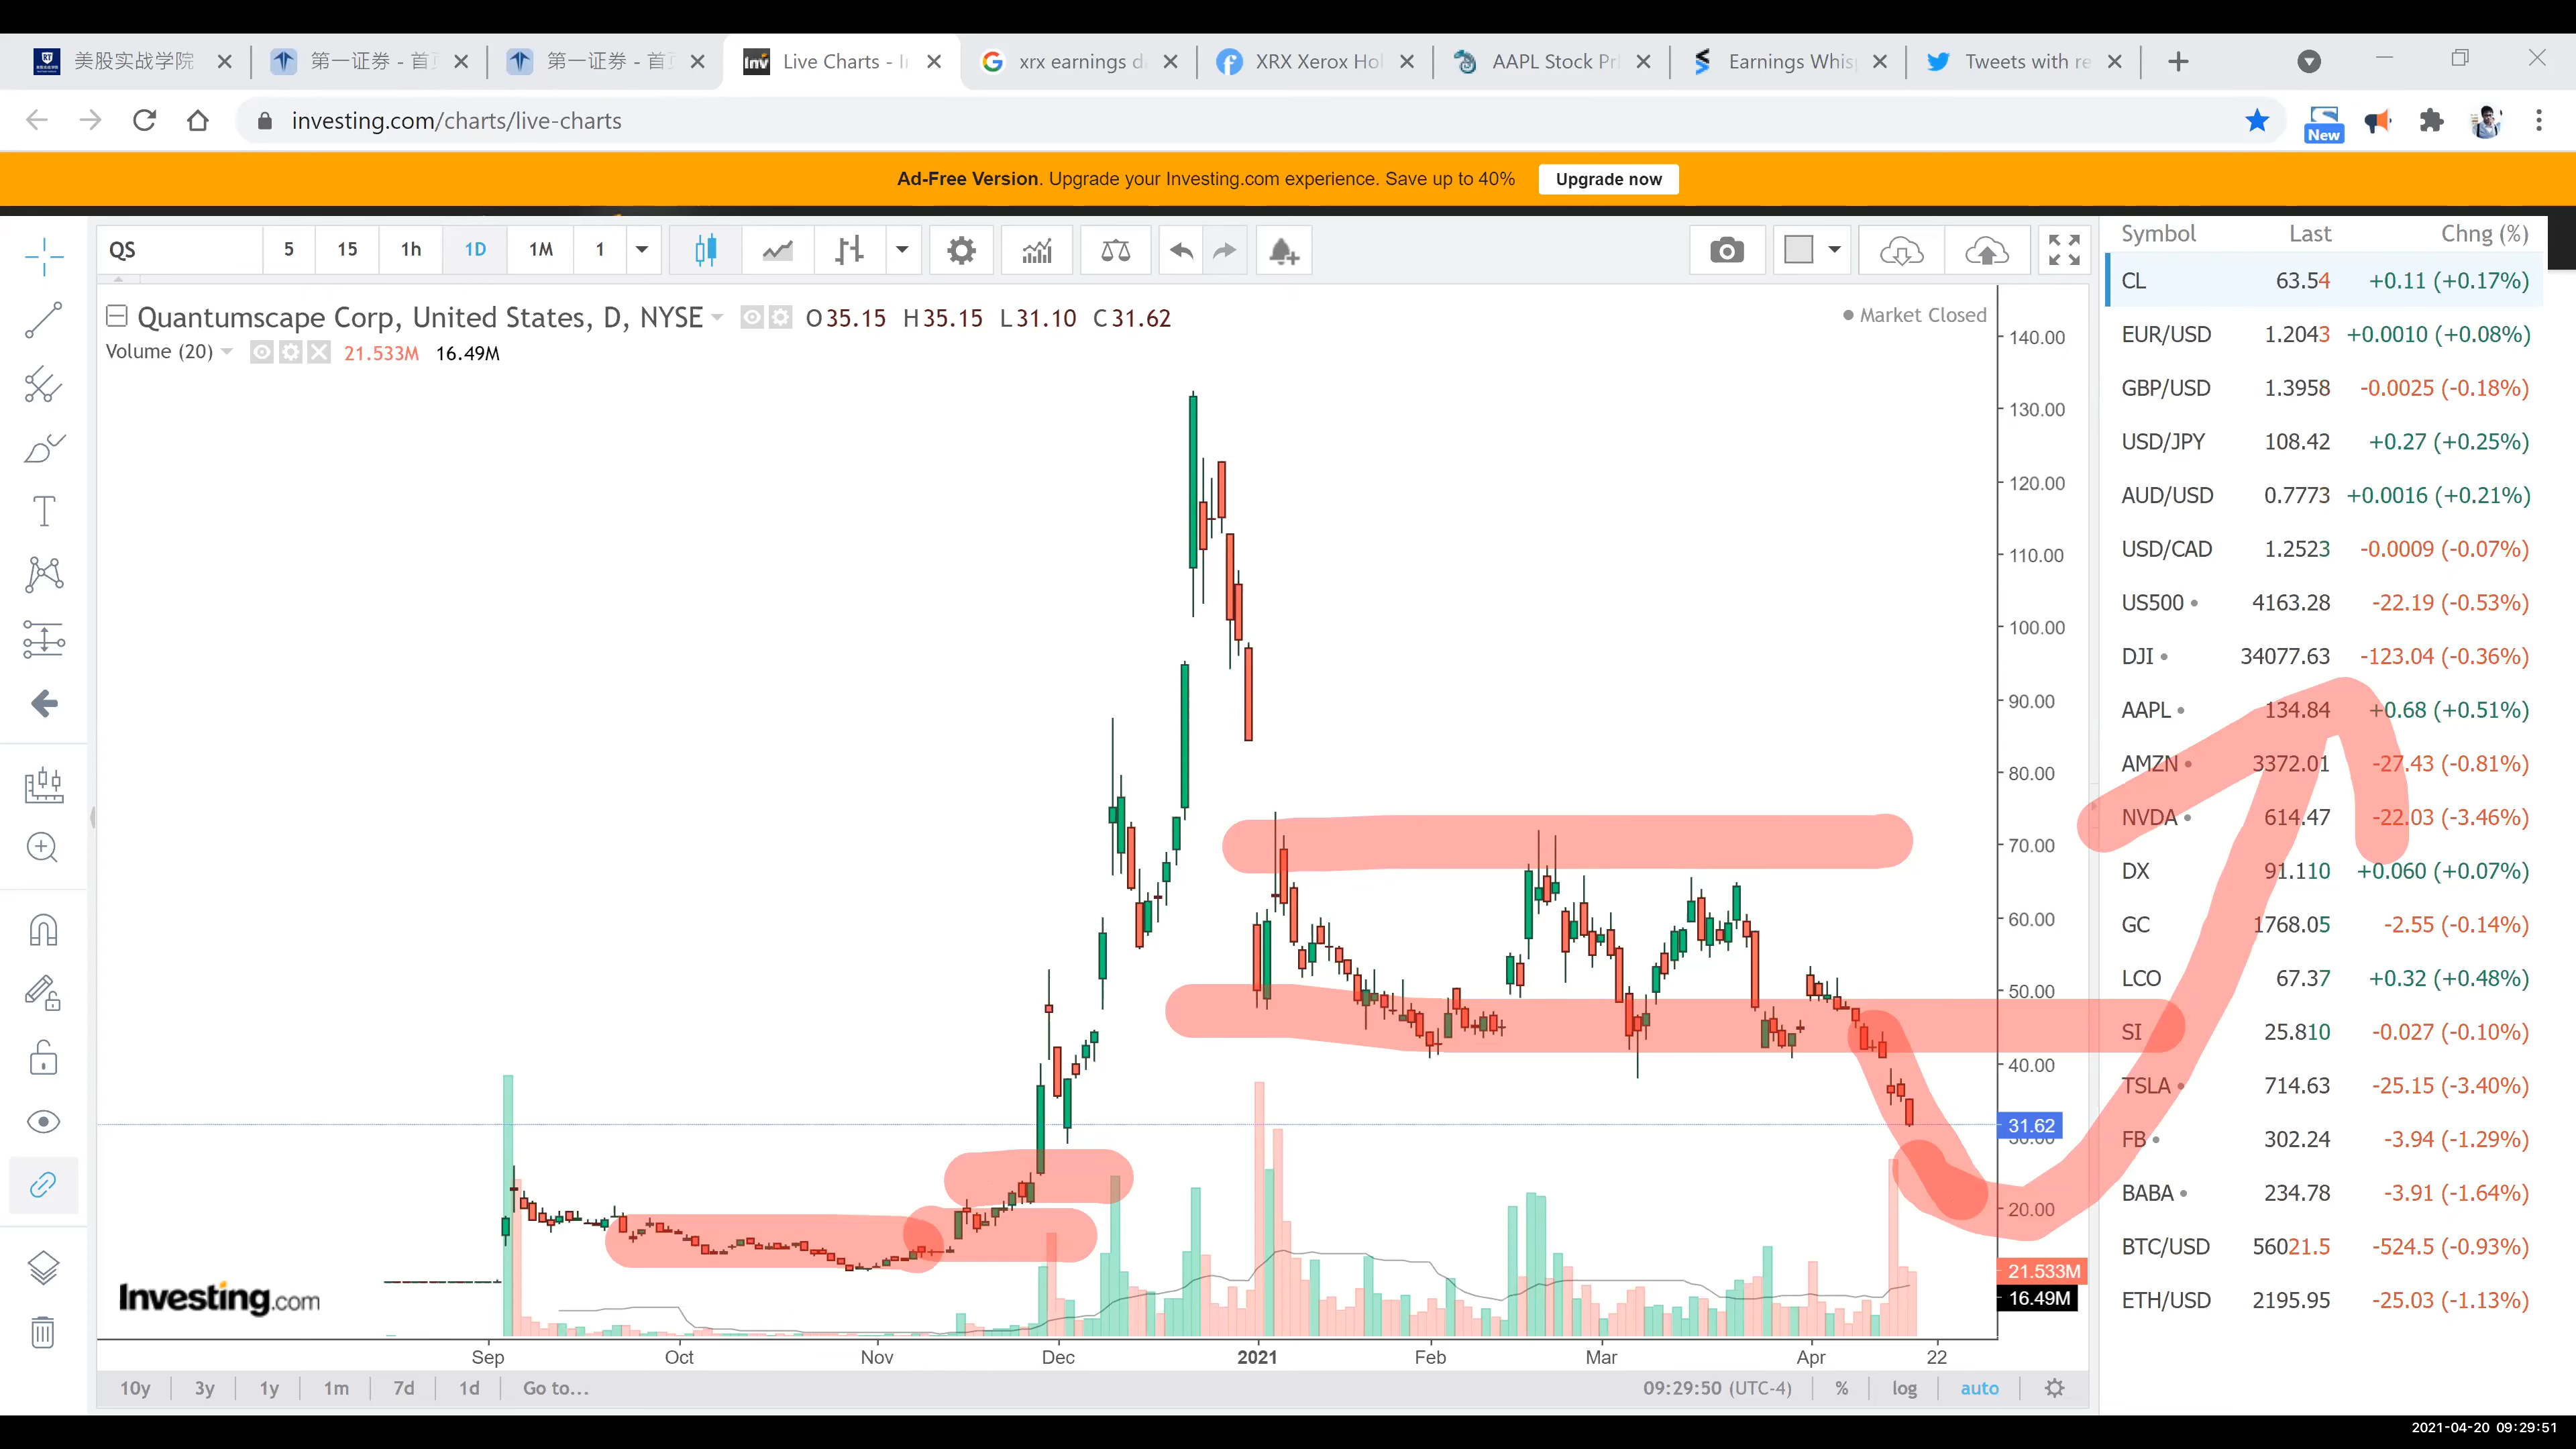 美股实战学院
第一证券 - 首
第一证券 - 首
Live Charts - I
xrx earnings d
XRX Xerox Hol
AAPL Stock Pri
Earnings Whis
Tweets with re
investing.com/charts/live-charts
New
Ad-Free Version. Upgrade your Investing.com experience. Save up to 40%
Upgrade now
QS 5 15 1h 1D 1M 1
Quantumscape Corp, United States, D, NYSE O35.15 H35.15 L31.10 C31.62
Market Closed
Volume (20) 21.533M 16.49M
140.00
130.00
120.00
110.00
100.00
90.00
80.00
70.00
60.00
50.00
40.00
31.62
30.00
20.00
21.533M
16.49M
Investing.com
Sep Oct Nov Dec 2021 Feb Mar Apr 22
10y 3y 1y 1m 7d 1d Go to...
09:29:50 (UTC-4) % log auto
Symbol Last Chng (%)
CL 63.54 +0.11 (+0.17%)
EUR/USD 1.2043 +0.0010 (+0.08%)
GBP/USD 1.3958 -0.0025 (-0.18%)
USD/JPY 108.42 +0.27 (+0.25%)
AUD/USD 0.7773 +0.0016 (+0.21%)
USD/CAD 1.2523 -0.0009 (-0.07%)
US500 4163.28 -22.19 (-0.53%)
DJI 34077.63 -123.04 (-0.36%)
AAPL 134.84 +0.68 (+0.51%)
AMZN 3372.01 -27.43 (-0.81%)
NVDA 614.47 -22.03 (-3.46%)
DX 91.110 +0.060 (+0.07%)
GC 1768.05 -2.55 (-0.14%)
LCO 67.37 +0.32 (+0.48%)
SI 25.810 -0.027 (-0.10%)
TSLA 714.63 -25.15 (-3.40%)
FB 302.24 -3.94 (-1.29%)
BABA 234.78 -3.91 (-1.64%)
BTC/USD 56021.5 -524.5 (-0.93%)
ETH/USD 2195.95 -25.03 (-1.13%)
2021-04-20 09:29:51